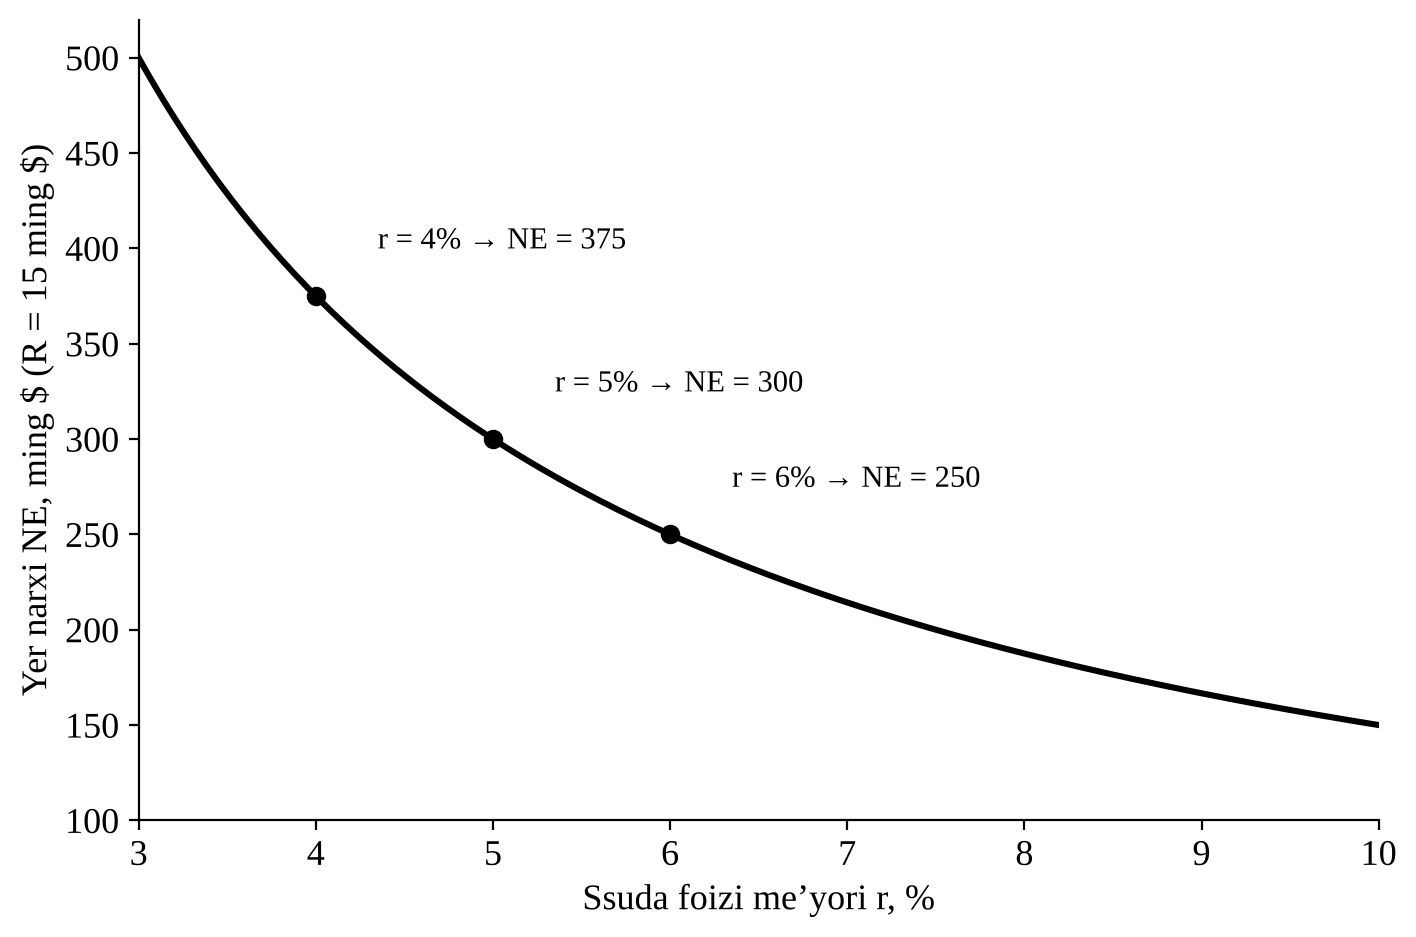 Yer narxi NE, ming $ (R = 15 ming $)
500
450
400
350
300
250
200
150
100
r = 4% → NE = 375
r = 5% → NE = 300
r = 6% → NE = 250
3 4 5 6 7 8 9 10
Ssuda foizi me’yori r, %